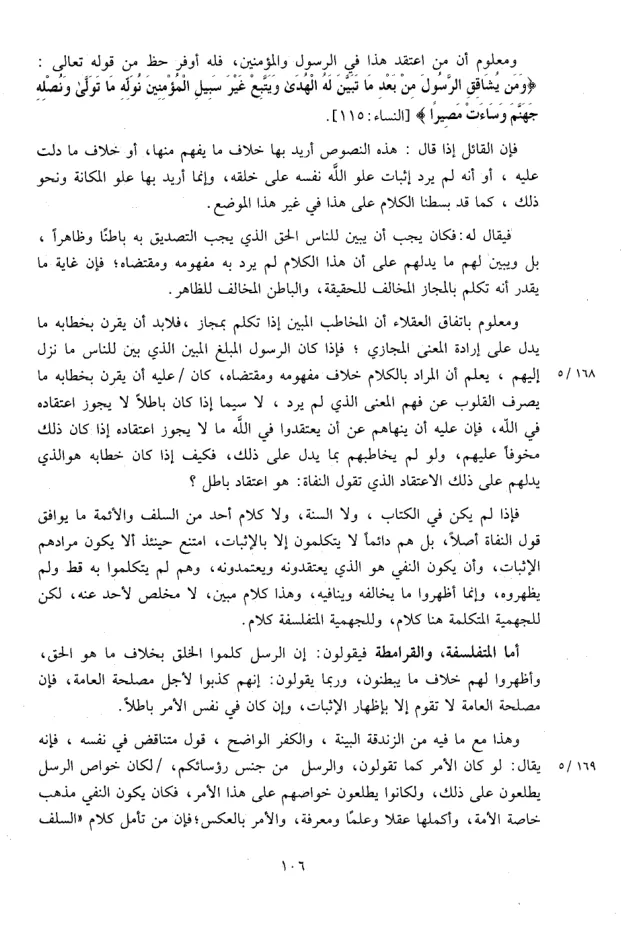 ومعلوم أن من اعتقد هذا في الرسول والمؤمنين، فله أوفر حظ من قوله تعالى :
﴿وَمَن يُشَاقِقِ الرَّسُولَ مِنْ بَعْدِ مَا تَبَيَّنَ لَهُ الْهُدَىٰ وَيَتَّبِعْ غَيْرَ سَبِيلِ الْمُؤْمِنِينَ نُوَلِّهِ مَا تَوَلَّىٰ وَنُصْلِهِ
جَهَنَّمَ وَسَاءَتْ مَصِيرًا﴾ [النساء: ١١٥].
فإن القائل إذا قال : هذه النصوص أريد بها خلاف ما يفهم منها، أو خلاف ما دلت
عليه ، أو أنه لم يرد إثبات علو اللَّه نفسه على خلقه، وإنما أريد بها علو المكانة ونحو
ذلك ، كما قد بسطنا الكلام على هذا في غير هذا الموضع.
فيقال له: فكان يجب أن يبين للناس الحق الذي يجب التصديق به باطنًا وظاهراً ،
بل ويبين لهم ما يدلهم على أن هذا الكلام لم يرد به مفهومه ومقتضاه؛ فإن غاية ما
يقدر أنه تكلم بالمجاز المخالف للحقيقة، والباطن المخالف للظاهر.
ومعلوم باتفاق العقلاء أن المخاطب المبين إذا تكلم بمجاز ،فلابد أن يقرن بخطابه ما
يدل على إرادة المعنى المجازي ؛ فإذا كان الرسول المبلغ المبين الذي بين للناس ما نزل
٥/١٦٨ إليهم ، يعلم أن المراد بالكلام خلاف مفهومه ومقتضاه، كان /عليه أن يقرن بخطابه ما
يصرف القلوب عن فهم المعنى الذي لم يرد ، لا سيما إذا كان باطلاً لا يجوز اعتقاده
في اللّه، فإن عليه أن ينهاهم عن أن يعتقدوا في اللَّه ما لا يجوز اعتقاده إذا كان ذلك
مخوفاً عليهم، ولو لم يخاطبهم بما يدل على ذلك، فكيف إذا كان خطابه هوالذي
يدلهم على ذلك الاعتقاد الذي تقول النفاة: هو اعتقاد باطل ؟
فإذا لم يكن في الكتاب ، ولا السنة، ولا كلام أحد من السلف والأئمة ما يوافق
قول النفاة أصلاً، بل هم دائماً لا يتكلمون إلا بالإثبات، امتنع حينئذ ألا يكون مرادهم
الإثبات، وأن يكون النفي هو الذي يعتقدونه ويعتمدونه، وهم لم يتكلموا به قط ولم
يظهروه، وإنما أظهروا ما يخالفه وينافيه، وهذا كلام مبين، لا مخلص لأحد عنه، لكن
للجهمية المتكلمة هنا كلام، وللجهمية المتفلسفة كلام.
أما المتفلسفة، والقرامطة فيقولون: إن الرسل كلموا الخلق بخلاف ما هو الحق،
وأظهروا لهم خلاف ما يبطنون، وربما يقولون: إنهم كذبوا لأجل مصلحة العامة، فإن
مصلحة العامة لا تقوم إلا بإظهار الإثبات، وإن كان في نفس الأمر باطلاً.
وهذا مع ما فيه من الزندقة البينة ، والكفر الواضح ، قول متناقض في نفسه ، فإنه
٥/١٦٩ يقال: لو كان الأمر كما تقولون، والرسل من جنس رؤسائكم، /لكان خواص الرسل
يطلعون على ذلك، ولكانوا يطلعون خواصهم على هذا الأمر، فكان يكون النفي مذهب
خاصة الأمة، وأكملها عقلا وعلمًا ومعرفة، والأمر بالعكس؛فإن من تأمل كلام «السلف
١٠٦